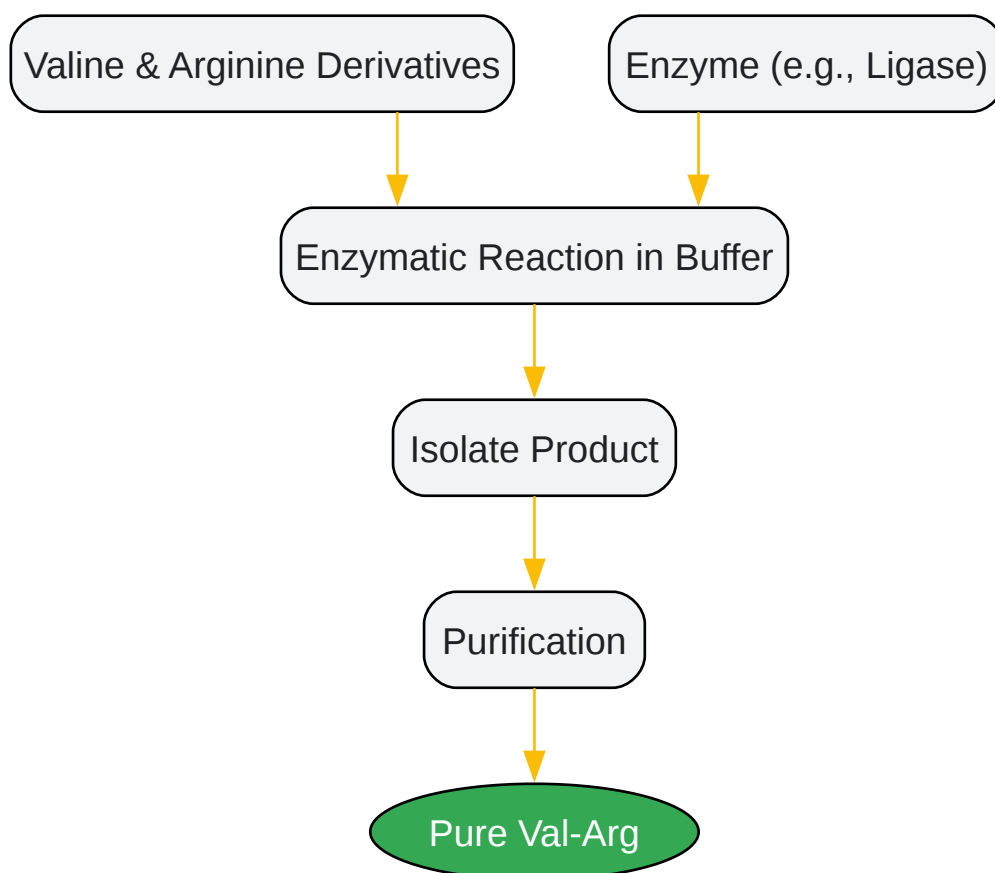 Valine & Arginine Derivatives
Enzyme (e.g., Ligase)
Enzymatic Reaction in Buffer
Isolate Product
Purification
Pure Val-Arg